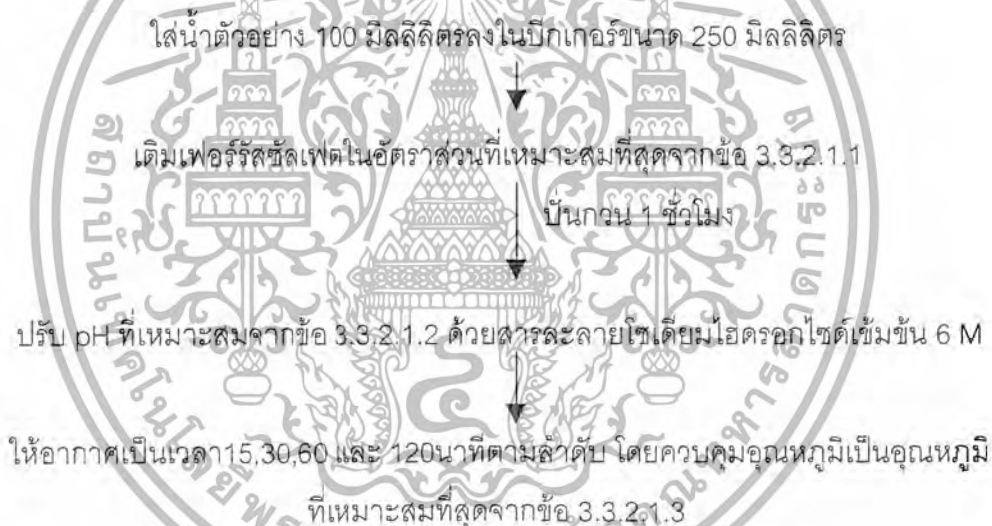 ใส่น้ำตัวอย่าง 100 มิลลิลิตรลงในบีกเกอร์ขนาด 250 มิลลิลิตร
เติมเฟอร์รัสซัลเฟตในอัตราส่วนที่เหมาะสมที่สุดจากข้อ 3.3.2.1.1
ปั่นกวน 1 ชั่วโมง
ปรับ pH ที่เหมาะสมจากข้อ 3.3.2.1.2 ด้วยสารละลายโซเดียมไฮดรอกไซด์เข้มข้น 6 M
ให้อากาศเป็นเวลา15,30,60 และ 120นาทีตามลำดับ โดยควบคุมอุณหภูมิเป็นอุณหภูมิ
ที่เหมาะสมที่สุดจากข้อ 3.3.2.1.3